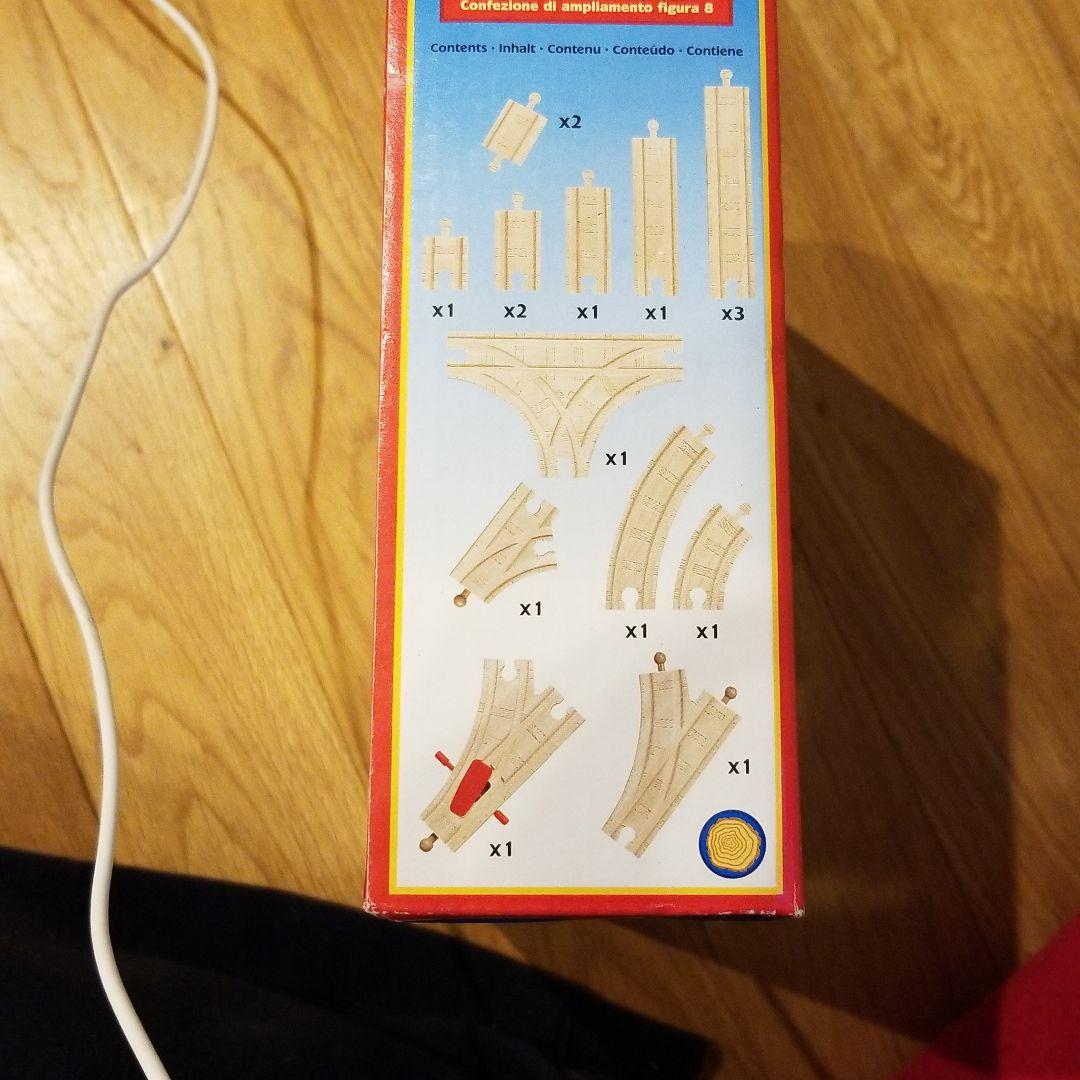 Confezione di ampliamento figura 8
Contents · Inhalt · Contenu · Conteúdo · Contiene
x2
x1 x2 x1 x1 x3
x1
x1
x1 x1
x1
x1